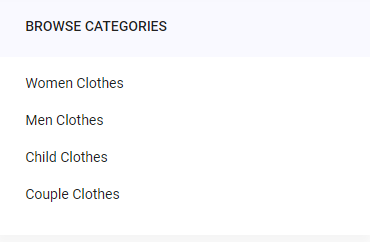 BROWSE CATEGORIES
Women Clothes
Men Clothes
Child Clothes
Couple Clothes